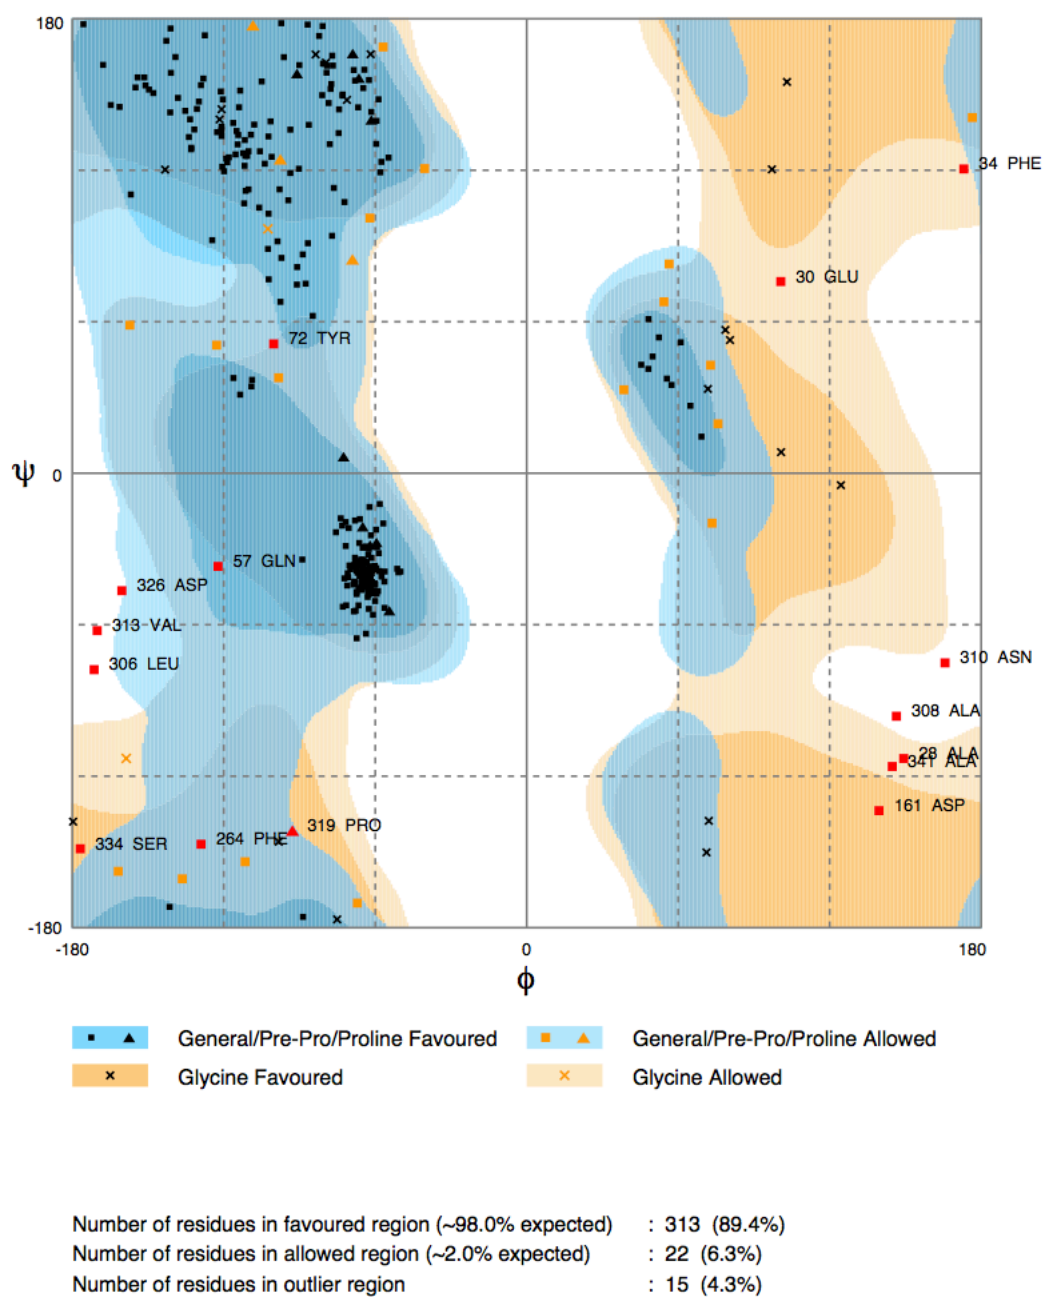 180
34 PHE
30 GLU
72 TYR
ψ 0
57 GLN
326 ASP
313 VAL
306 LEU
310 ASN
308 ALA
28 ALA
341 ALA
161 ASP
319 PRO
334 SER
264 PHE
-180
-180 0 180
ϕ
General/Pre-Pro/Proline Favoured General/Pre-Pro/Proline Allowed
Glycine Favoured Glycine Allowed
Number of residues in favoured region (~98.0% expected) : 313 (89.4%)
Number of residues in allowed region (~2.0% expected) : 22 (6.3%)
Number of residues in outlier region : 15 (4.3%)